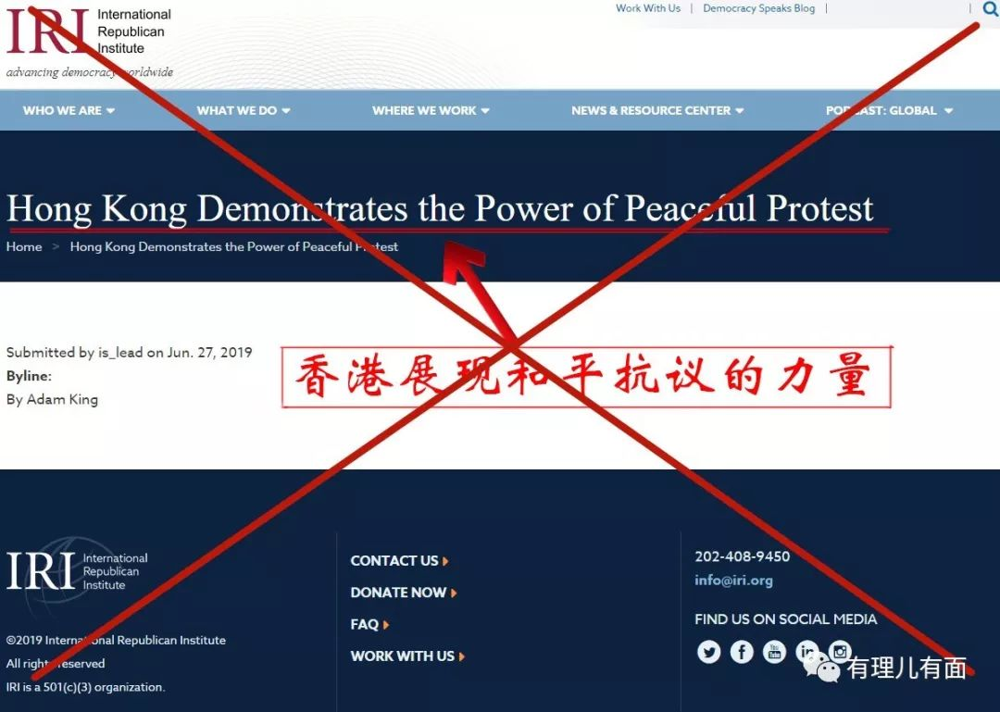 IRI International
Republican
Institute
advancing democracy worldwide
Work With Us | Democracy Speaks Blog |
WHO WE ARE
WHAT WE DO
WHERE WE WORK
NEWS & RESOURCE CENTER
PODCAST: GLOBAL
Hong Kong Demonstrates the Power of Peaceful Protest
Home > Hong Kong Demonstrates the Power of Peaceful Protest
Submitted by is_lead on Jun. 27, 2019
Byline:
By Adam King
香港展现和平抗议的力量
IRI International
Republican
Institute
©2019 International Republican Institute
All rights reserved
IRI is a 501(c)(3) organization.
CONTACT US
DONATE NOW
FAQ
WORK WITH US
202-408-9450
info@iri.org
FIND US ON SOCIAL MEDIA
有理儿有面